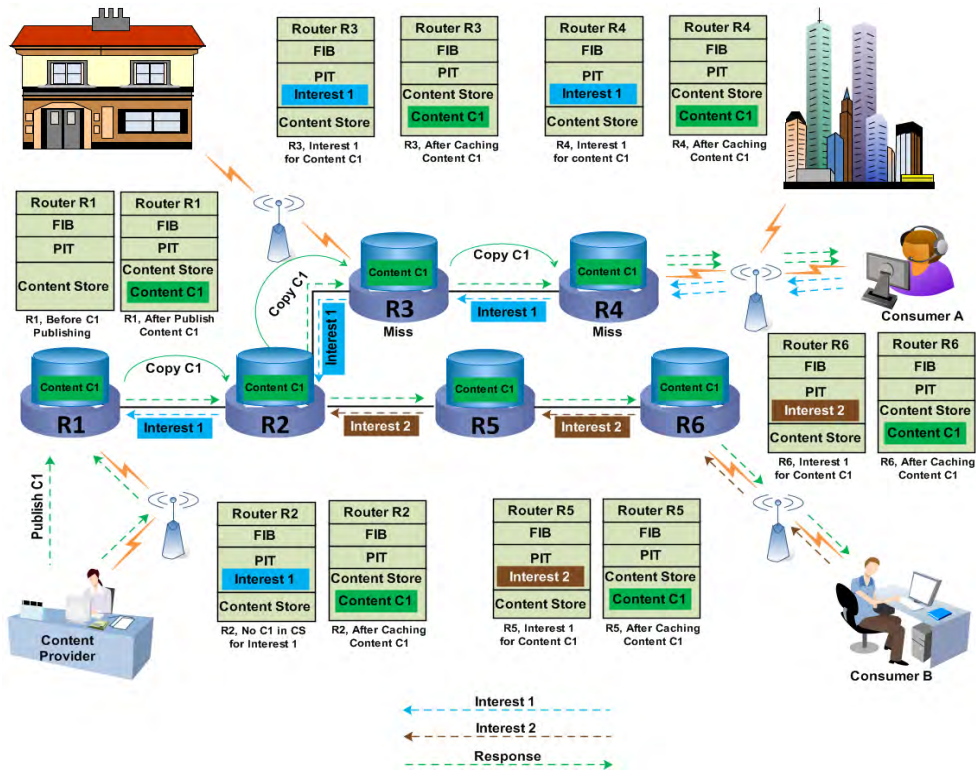 Router R3
FIB
PIT
Interest 1
Content Store
R3, Interest 1
for Content C1
Router R3
FIB
PIT
Content Store
Content C1
R3, After Caching
Content C1
Router R4
FIB
PIT
Interest 1
Content Store
R4, Interest 1
for content C1
Router R4
FIB
PIT
Content Store
Content C1
R4, After Caching
Content C1
Router R1
FIB
PIT
Content Store
R1, Before C1
Publishing
Router R1
FIB
PIT
Content Store
Content C1
R1, After Publish
Content C1
Copy C1
Content C1
R3
Miss
Interest 1
Copy C1
Interest 1
Content C1
R4
Miss
Consumer A
Content C1
R1
Copy C1
Interest 1
Content C1
R2
Interest 2
Content C1
R5
Interest 2
Content C1
R6
Router R6
FIB
PIT
Interest 2
Content Store
R6, Interest 1
for Content C1
Router R6
FIB
PIT
Content Store
Content C1
R6, After Caching
Content C1
Publish C1
Content
Provider
Router R2
FIB
PIT
Interest 1
Content Store
R2, No C1 in CS
for Interest 1
Router R2
FIB
PIT
Content Store
Content C1
R2, After Caching
Content C1
Router R5
FIB
PIT
Interest 2
Content Store
R5, Interest 1
for Content C1
Router R5
FIB
PIT
Content Store
Content C1
R5, After Caching
Content C1
Consumer B
Interest 1
Interest 2
Response